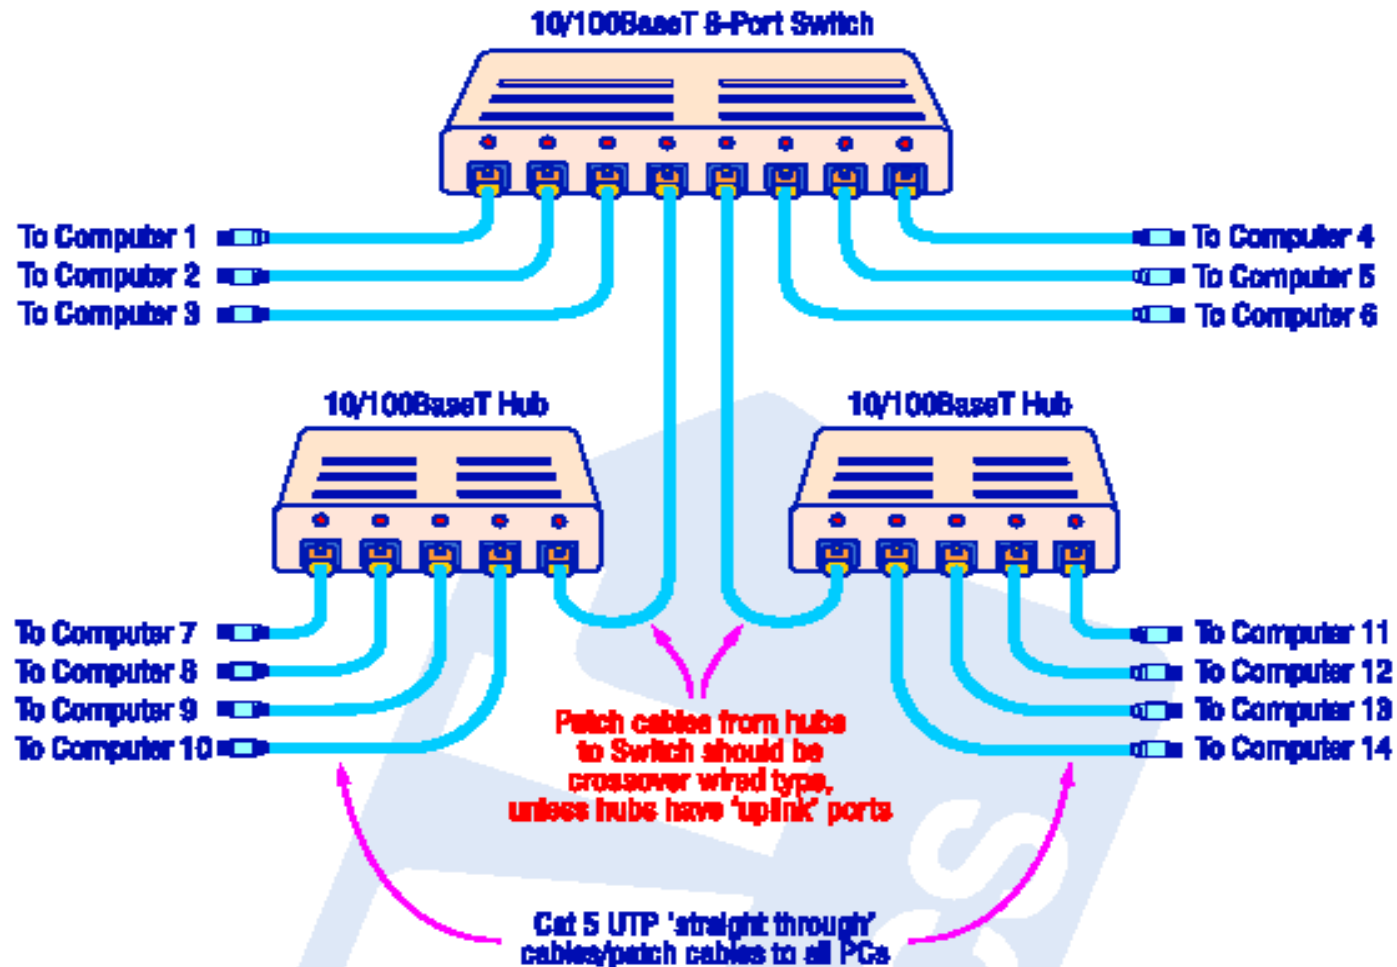 10/100BaseT 8-Port Switch
To Computer 1
To Computer 2
To Computer 3
To Computer 4
To Computer 5
To Computer 6
10/100BaseT Hub
10/100BaseT Hub
To Computer 7
To Computer 8
To Computer 9
To Computer 10
To Computer 11
To Computer 12
To Computer 13
To Computer 14
Patch cables from hubs
to Switch should be
crossover wired type,
unless hubs have 'uplink' ports
Cat 5 UTP 'straight through'
cables/patch cables to all PCs